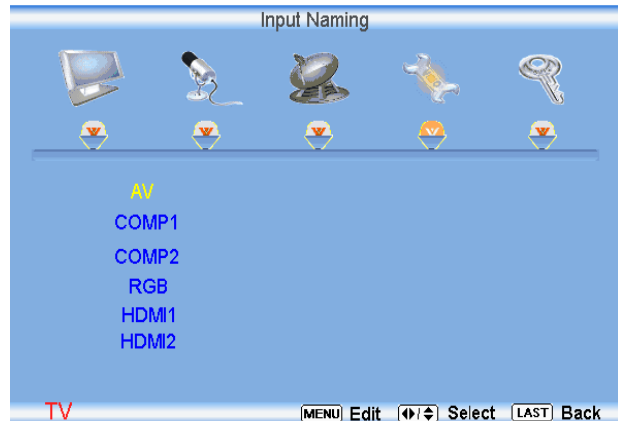 Input Naming
AV
COMP1
COMP2
RGB
HDMI1
HDMI2
TV MENU Edit Select LAST Back